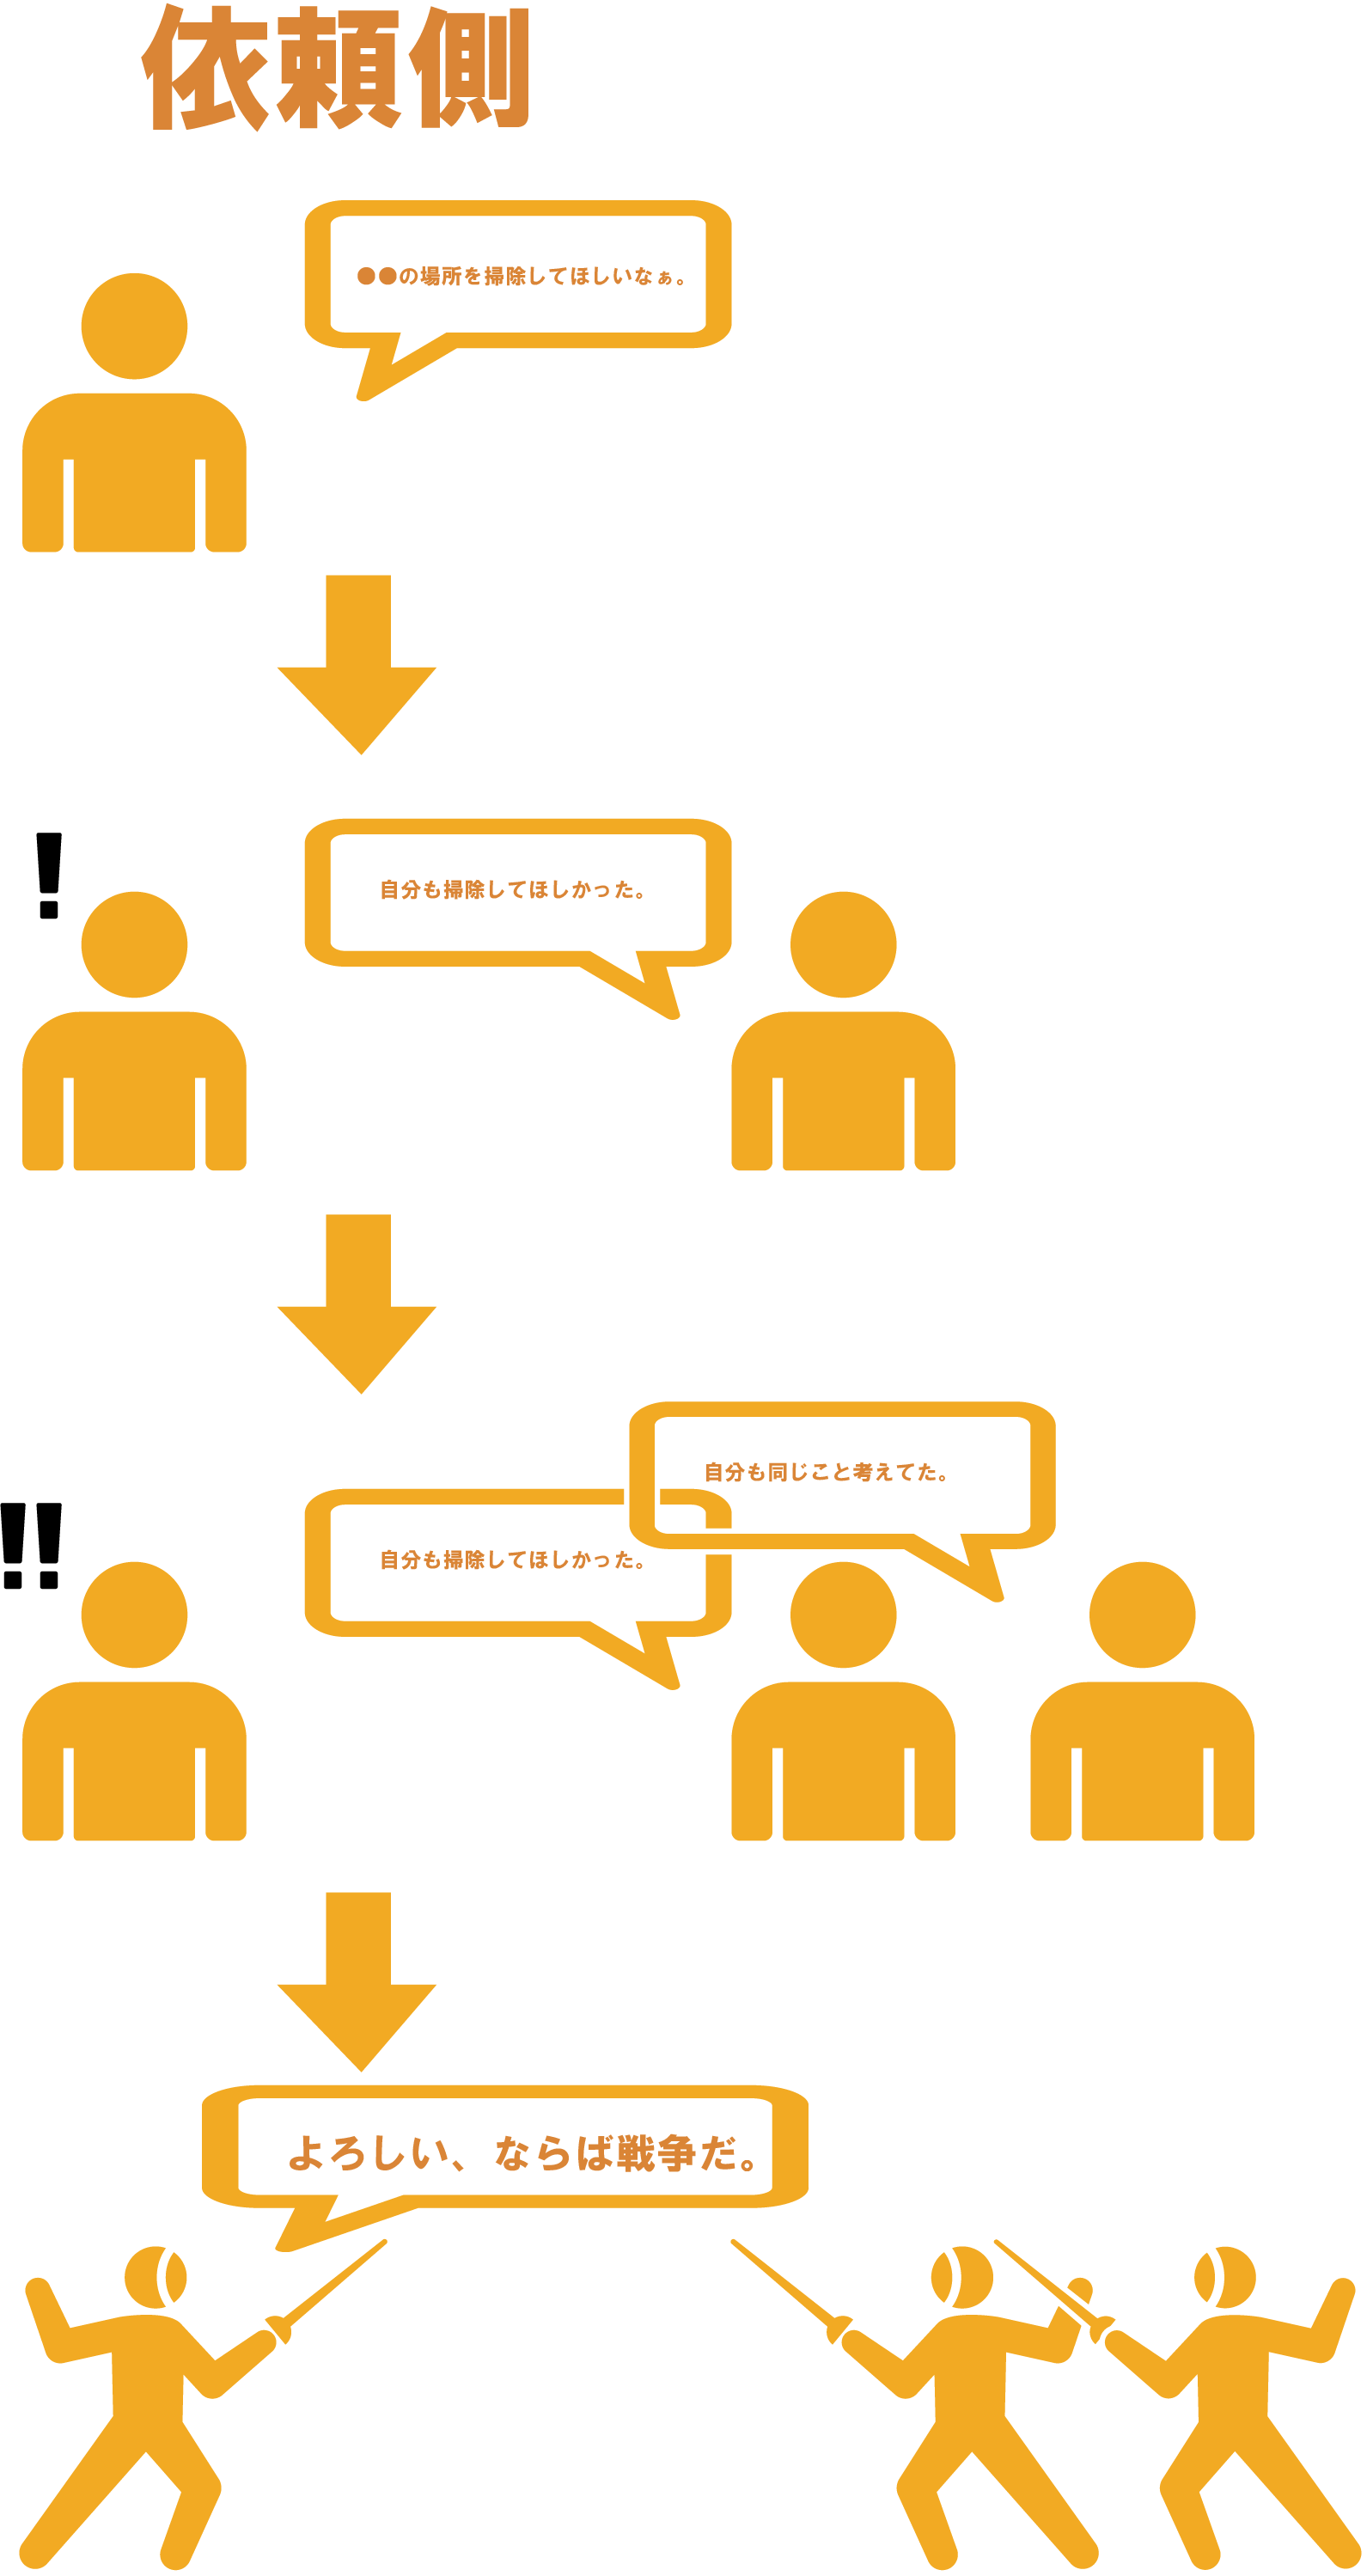 依頼側
●●の場所を掃除してほしいなぁ。
!
自分も掃除してほしかった。
自分も同じこと考えてた。
!!
自分も掃除してほしかった。
よろしい、ならば戦争だ。